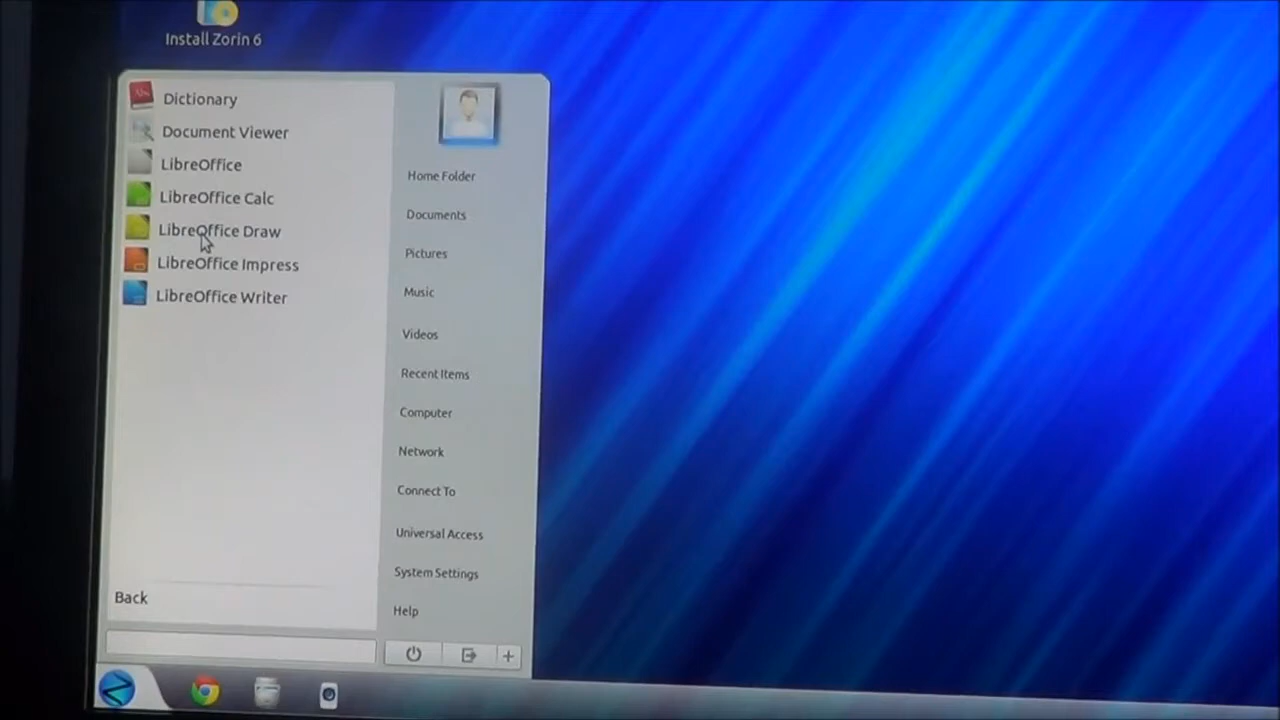 Install Zorin 6
Dictionary
Document Viewer
LibreOffice
LibreOffice Calc
LibreOffice Draw
LibreOffice Impress
LibreOffice Writer
Back
Home Folder
Documents
Pictures
Music
Videos
Recent Items
Computer
Network
Connect To
Universal Access
System Settings
Help